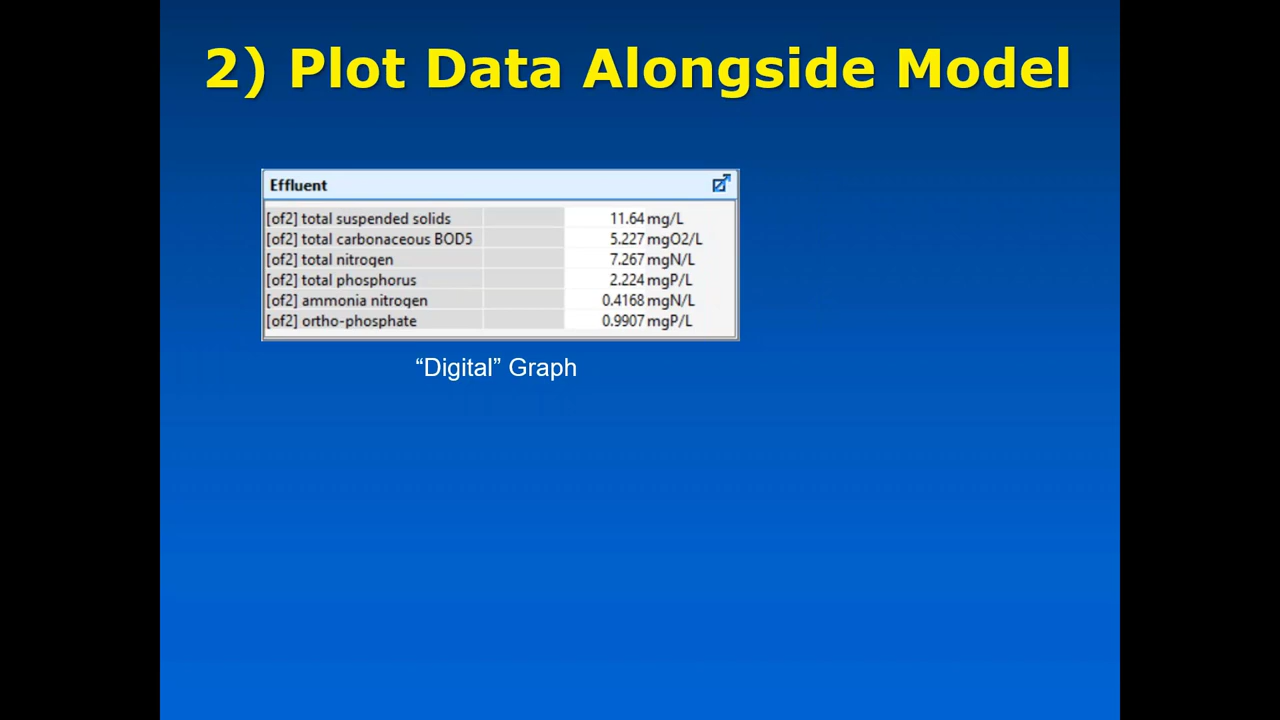 2) Plot Data Alongside Model
Effluent
[of2] total suspended solids 11.64 mg/L
[of2] total carbonaceous BOD5 5.227 mgO2/L
[of2] total nitrogen 7.267 mgN/L
[of2] total phosphorus 2.224 mgP/L
[of2] ammonia nitrogen 0.4168 mgN/L
[of2] ortho-phosphate 0.9907 mgP/L
“Digital” Graph